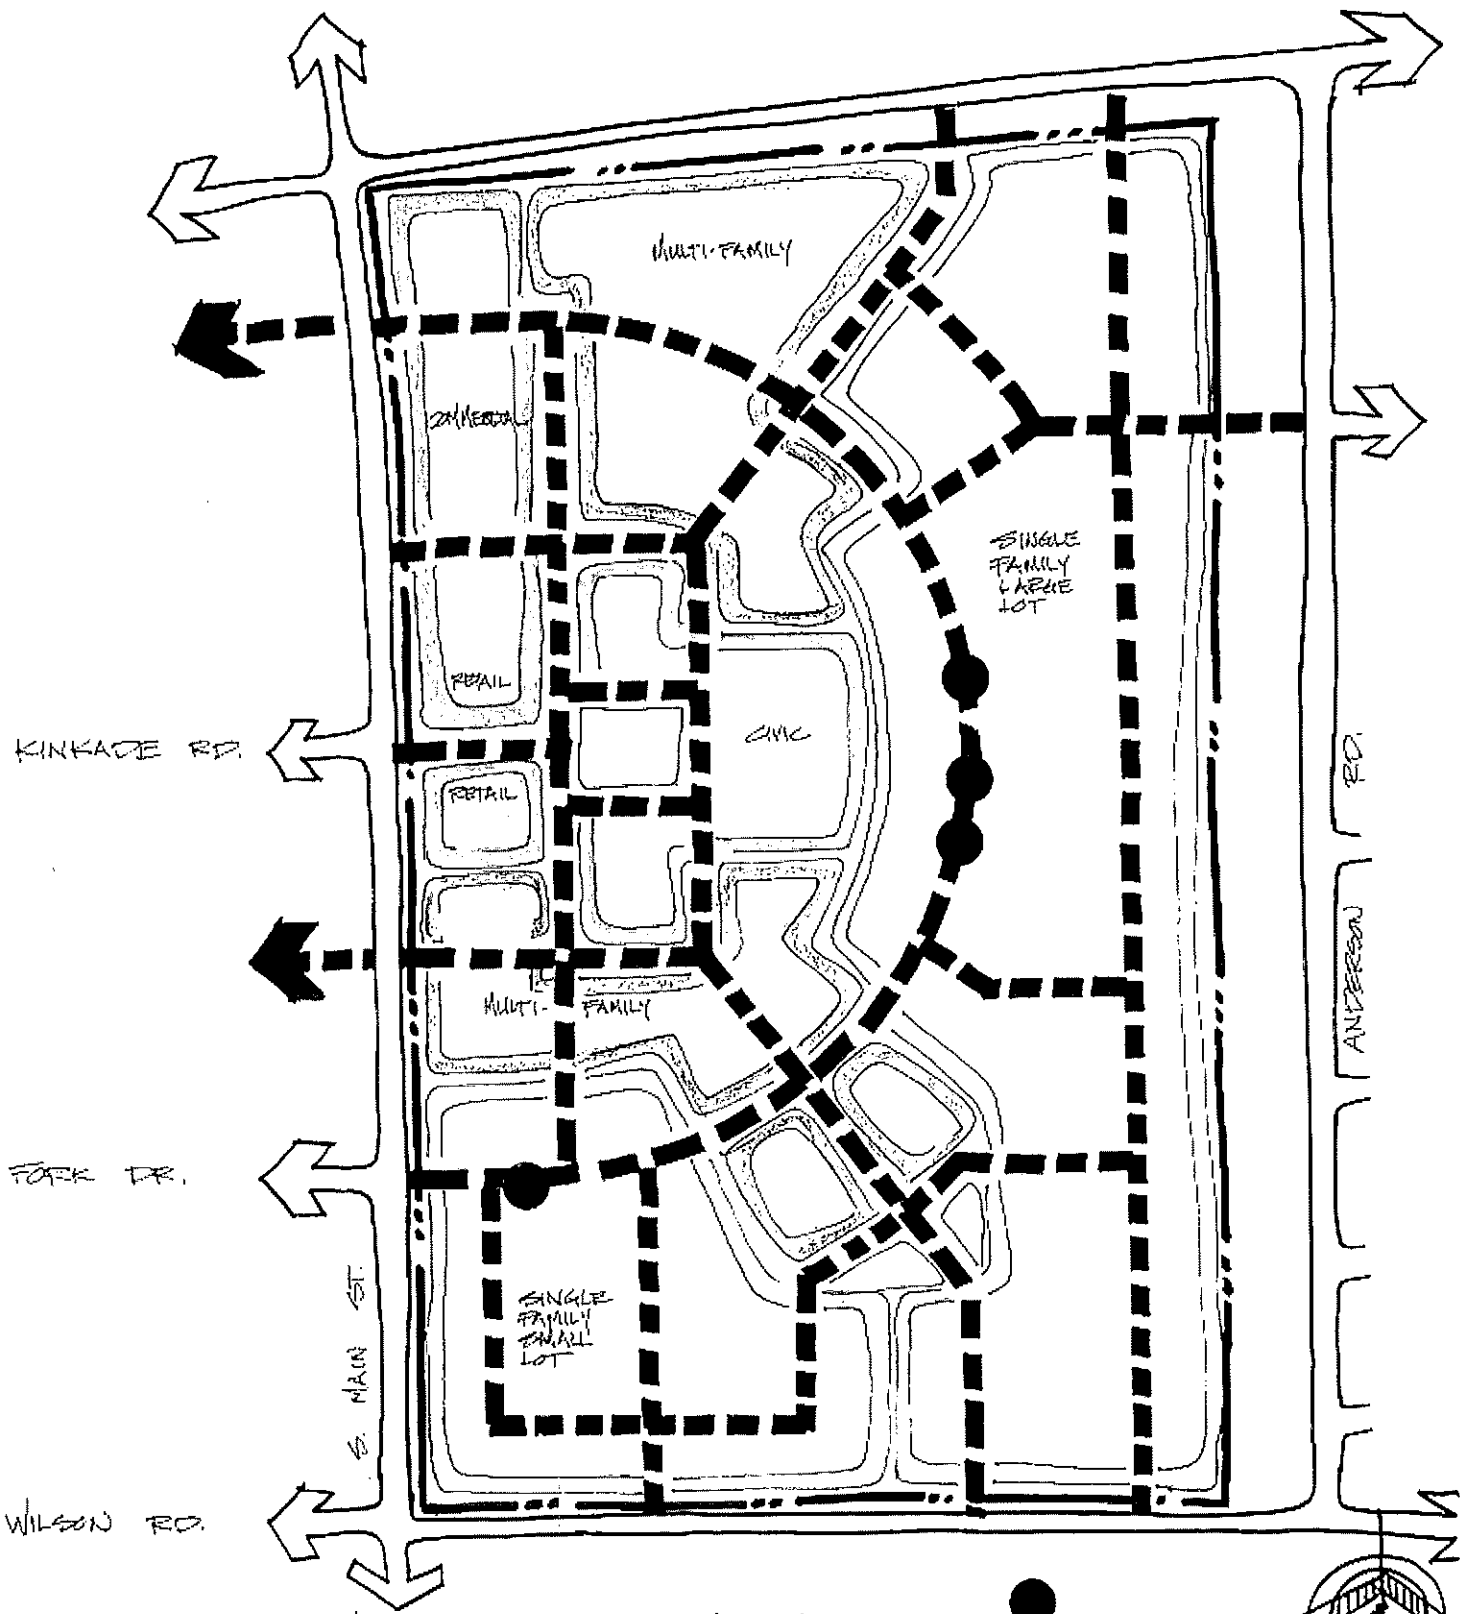 MULTI-FAMILY
COMMERCIAL
SINGLE
FAMILY
LARGE
LOT
RETAIL
KINKADE RD.
CIVIC
RETAIL
ANDERSON RD.
MULTI-FAMILY
FORK DR.
SINGLE
FAMILY
SMALL
LOT
S. MAIN ST.
WILSON RD.